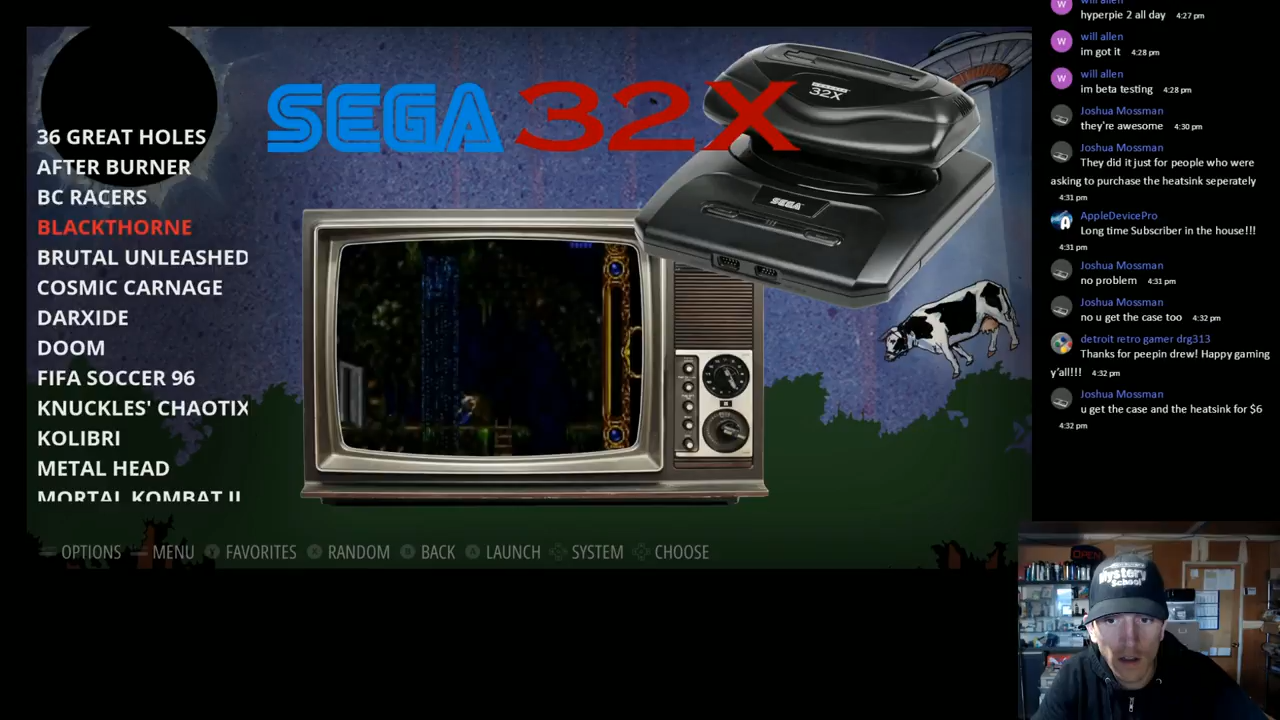 SEGA 32X
32X
SEGA
36 GREAT HOLES
AFTER BURNER
BC RACERS
BLACKTHORNE
BRUTAL UNLEASHED
COSMIC CARNAGE
DARXIDE
DOOM
FIFA SOCCER 96
KNUCKLES' CHAOTIX
KOLIBRI
METAL HEAD
MORTAL KOMBAT II
OPTIONS MENU Y FAVORITES RANDOM BACK LAUNCH SYSTEM CHOOSE
W will allen
hyperpie 2 all day 4:27 pm
W will allen
im got it 4:28 pm
W will allen
im beta testing 4:28 pm
Joshua Mossman
they're awesome 4:30 pm
Joshua Mossman
They did it just for people who were
asking to purchase the heatsink seperately
4:31 pm
AppleDevicePro
Long time Subscriber in the house!!!
4:31 pm
Joshua Mossman
no problem 4:31 pm
Joshua Mossman
no u get the case too 4:32 pm
detroit retro gamer drg313
Thanks for peepin drew! Happy gaming
y'all!!! 4:32 pm
Joshua Mossman
u get the case and the heatsink for $6
4:32 pm
OPEN
Mystery
School